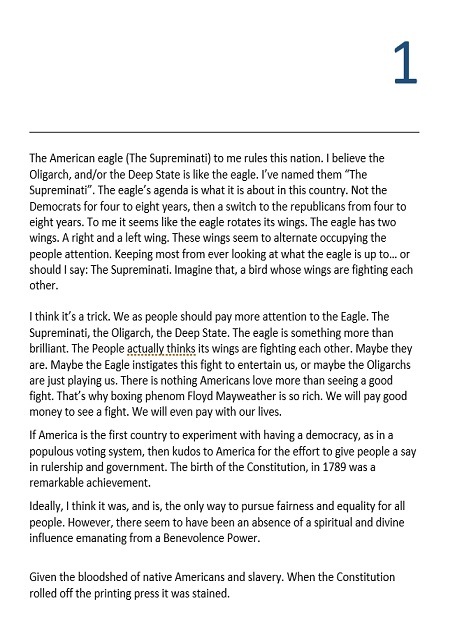 1
The American eagle (The Supreminati) to me rules this nation. I believe the
Oligarch, and/or the Deep State is like the eagle. I’ve named them “The
Supreminati”. The eagle’s agenda is what it is about in this country. Not the
Democrats for four to eight years, then a switch to the republicans from four to
eight years. To me it seems like the eagle rotates its wings. The eagle has two
wings. A right and a left wing. These wings seem to alternate occupying the
people attention. Keeping most from ever looking at what the eagle is up to… or
should I say: The Supreminati. Imagine that, a bird whose wings are fighting each
other.
I think it’s a trick. We as people should pay more attention to the Eagle. The
Supreminati, the Oligarch, the Deep State. The eagle is something more than
brilliant. The People actually thinks its wings are fighting each other. Maybe they
are. Maybe the Eagle instigates this fight to entertain us, or maybe the Oligarchs
are just playing us. There is nothing Americans love more than seeing a good
fight. That’s why boxing phenom Floyd Mayweather is so rich. We will pay good
money to see a fight. We will even pay with our lives.
If America is the first country to experiment with having a democracy, as in a
populous voting system, then kudos to America for the effort to give people a say
in rulership and government. The birth of the Constitution, in 1789 was a
remarkable achievement.
Ideally, I think it was, and is, the only way to pursue fairness and equality for all
people. However, there seem to have been an absence of a spiritual and divine
influence emanating from a Benevolence Power.
Given the bloodshed of native Americans and slavery. When the Constitution
rolled off the printing press it was stained.